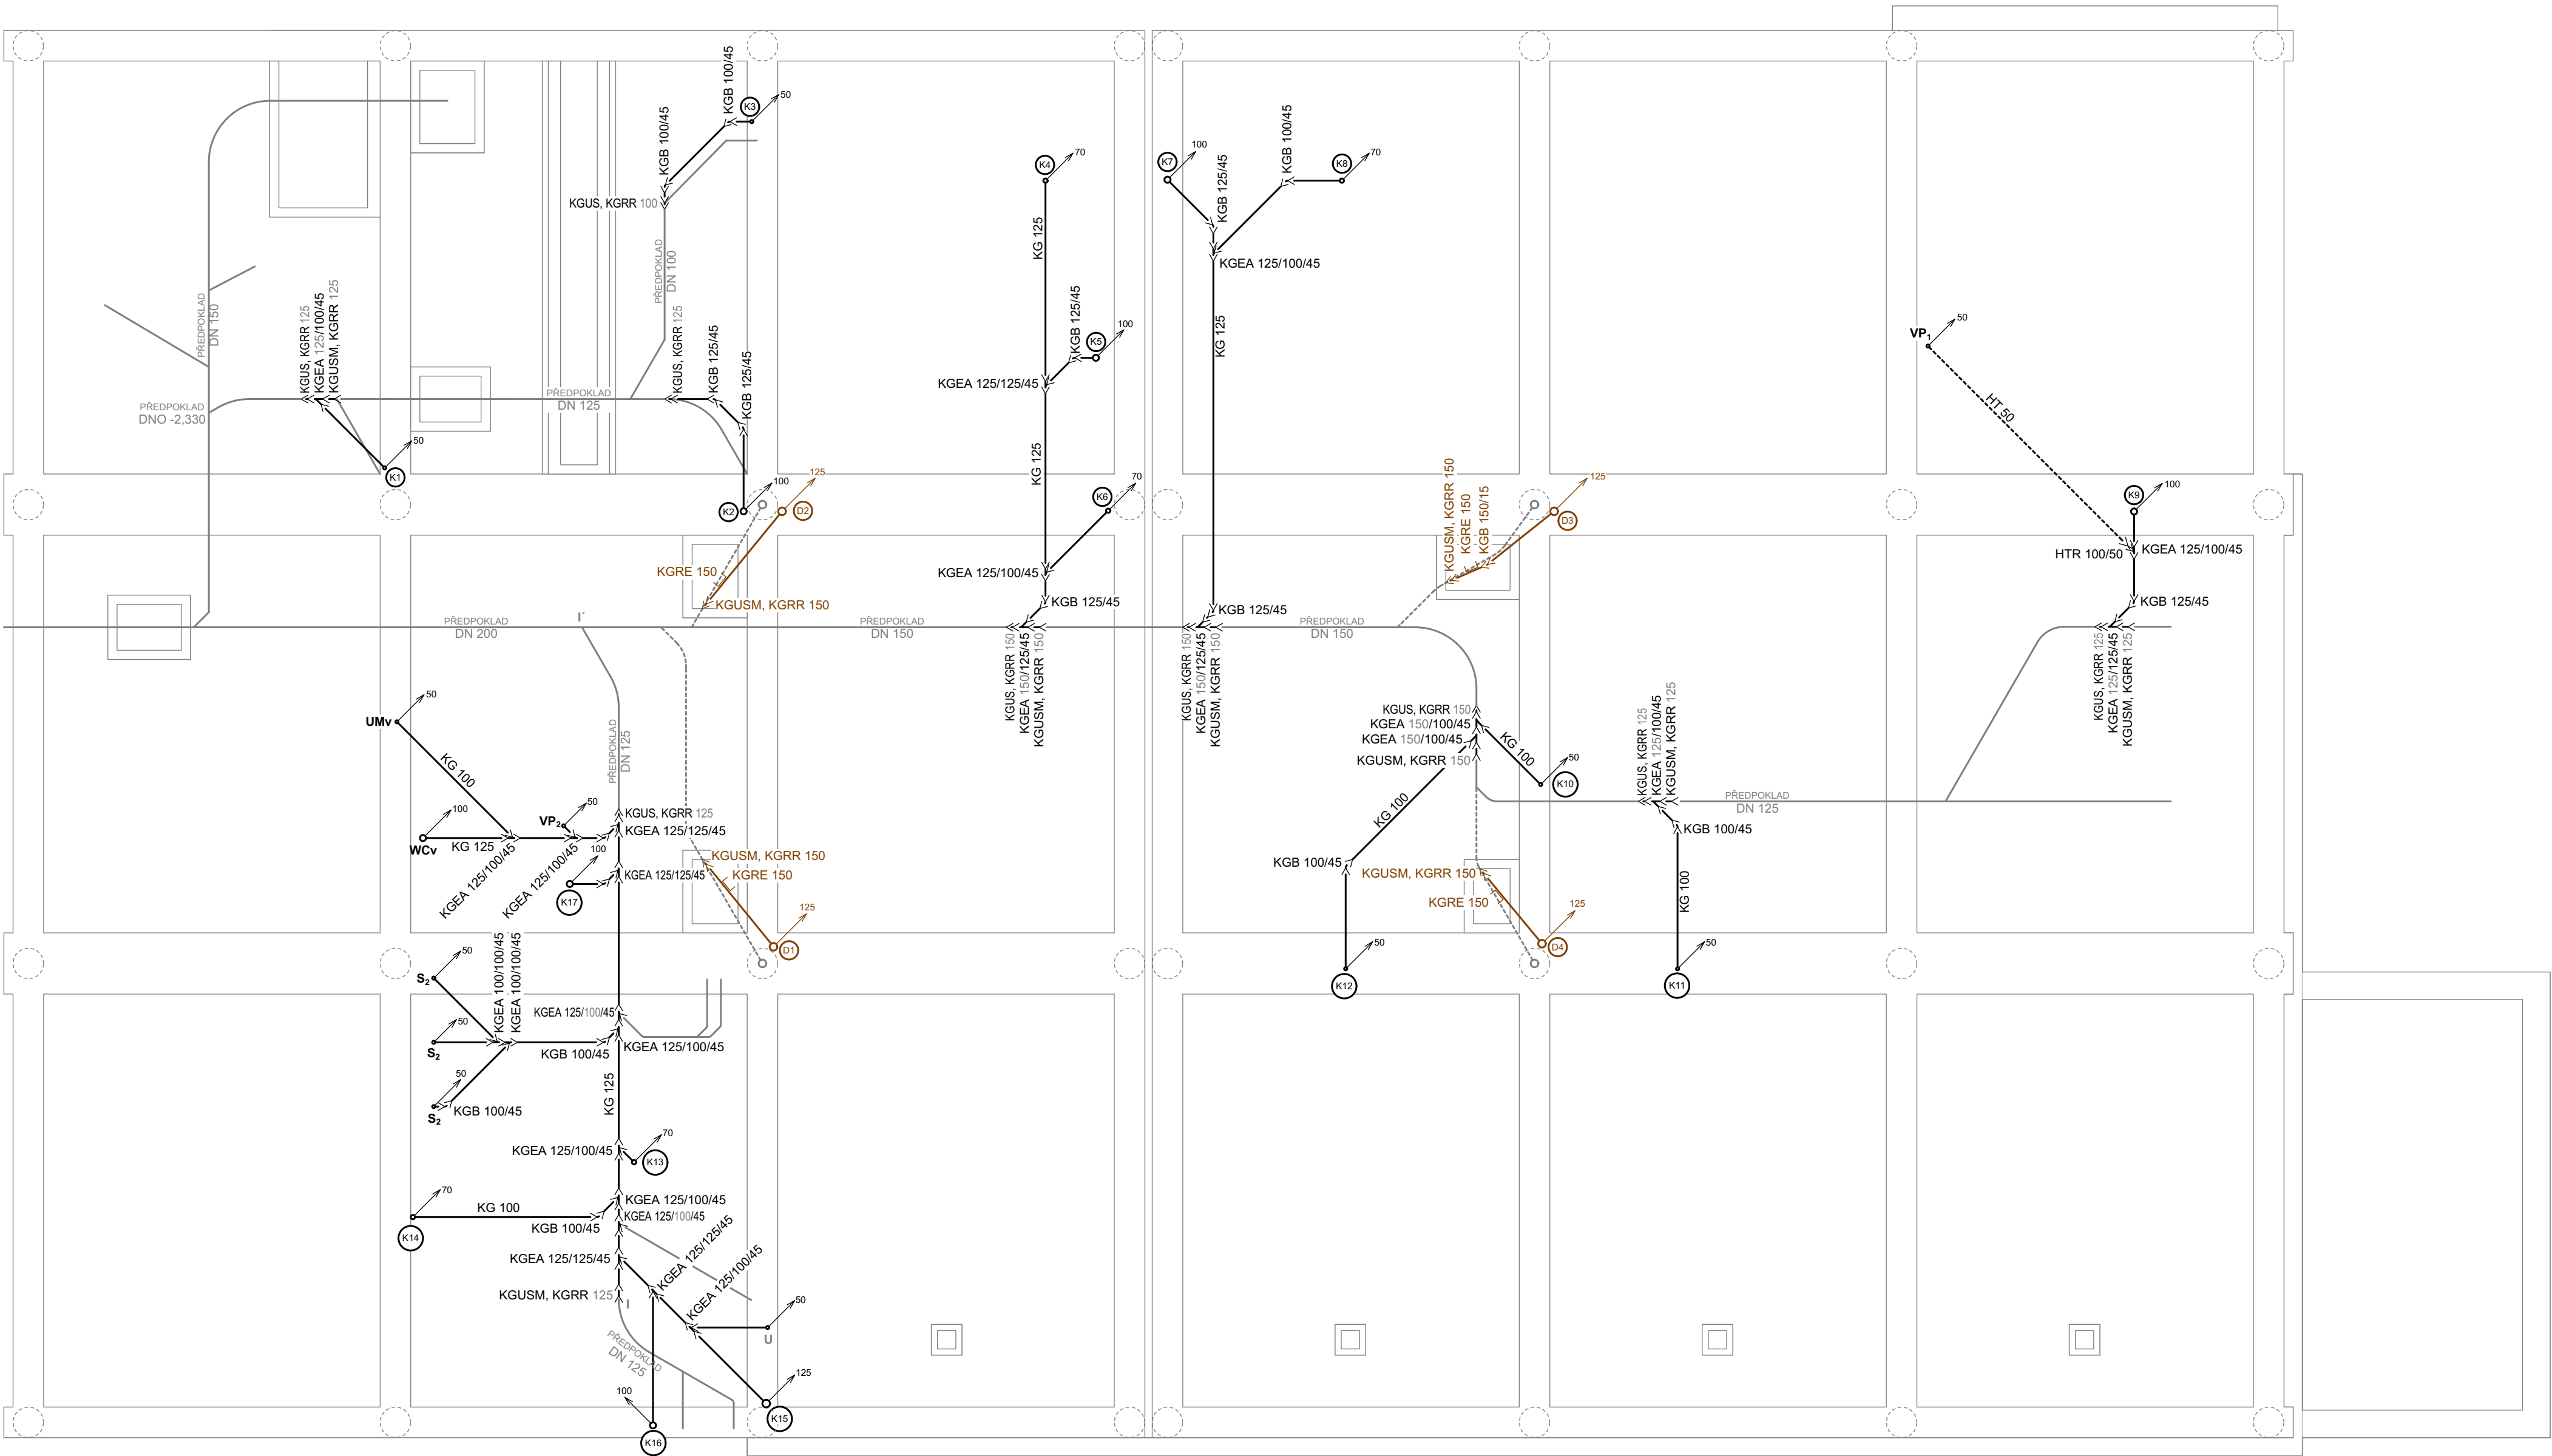 KGB 100/45
K3
50
KGB 100/45
KGUS, KGRR 100
PŘEDPOKLAD
DN 100
K4
70
KG 125
K7
100
KGB 125/45
KGB 100/45
K8
70
KGEA 125/100/45
PŘEDPOKLAD
DN 150
KGUS, KGRR 125
KGEA 125/100/45
KGUSM, KGRR 125
PŘEDPOKLAD
DNO -2,330
PŘEDPOKLAD
DN 125
KGUS, KGRR 125
KGB 125/45
KGB 125/45
50
K1
KGB 125/45
K5
100
KGEA 125/125/45
KG 125
KG 125
VP1
50
HT 50
K2
100
125
D2
K6
70
KGUSM, KGRR 150
KGRE 150
KGB 150/15
125
D3
K9
100
KGRE 150
KGUSM, KGRR 150
KGEA 125/100/45
KGB 125/45
KGB 125/45
HTR 100/50
KGEA 125/100/45
KGB 125/45
I´
PŘEDPOKLAD
DN 200
PŘEDPOKLAD
DN 150
PŘEDPOKLAD
DN 150
KGUS, KGRR 150
KGEA 150/125/45
KGUSM, KGRR 150
KGUS, KGRR 150
KGEA 150/125/45
KGUSM, KGRR 150
KGUS, KGRR 125
KGEA 125/125/45
KGUSM, KGRR 125
UMv
50
KG 100
PŘEDPOKLAD
DN 125
KGUS, KGRR 150
KGEA 150/100/45
KGEA 150/100/45
KGUSM, KGRR 150
KG 100
50
K10
KGUS, KGRR 125
KGEA 125/100/45
KGUSM, KGRR 125
PŘEDPOKLAD
DN 125
KGB 100/45
100
WCv
KG 125
VP2
50
KGUS, KGRR 125
KGEA 125/125/45
KGEA 125/100/45
KGEA 125/100/45
100
K17
KGEA 125/125/45
KGUSM, KGRR 150
KGRE 150
125
D1
KG 100
KGB 100/45
50
K12
KGUSM, KGRR 150
KGRE 150
125
D4
KG 100
50
K11
S2
50
KGEA 100/100/45
KGEA 100/100/45
S2
50
KGB 100/45
KGEA 125/100/45
KGEA 125/100/45
S2
50
KGB 100/45
KG 125
KGEA 125/100/45
70
K13
70
K14
KG 100
KGB 100/45
KGEA 125/100/45
KGEA 125/100/45
KGEA 125/125/45
KGEA 125/125/45
KGEA 125/100/45
KGUSM, KGRR 125
I
PŘEDPOKLAD
DN 125
50
U
125
K15
100
K16